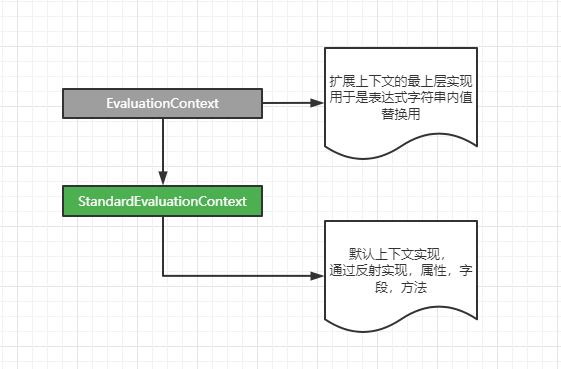 EvaluationContext
扩展上下文的最上层实现
用于是表达式字符串内值
替换用
StandardEvaluationContext
默认上下文实现，
通过反射实现，属性，字
段，方法